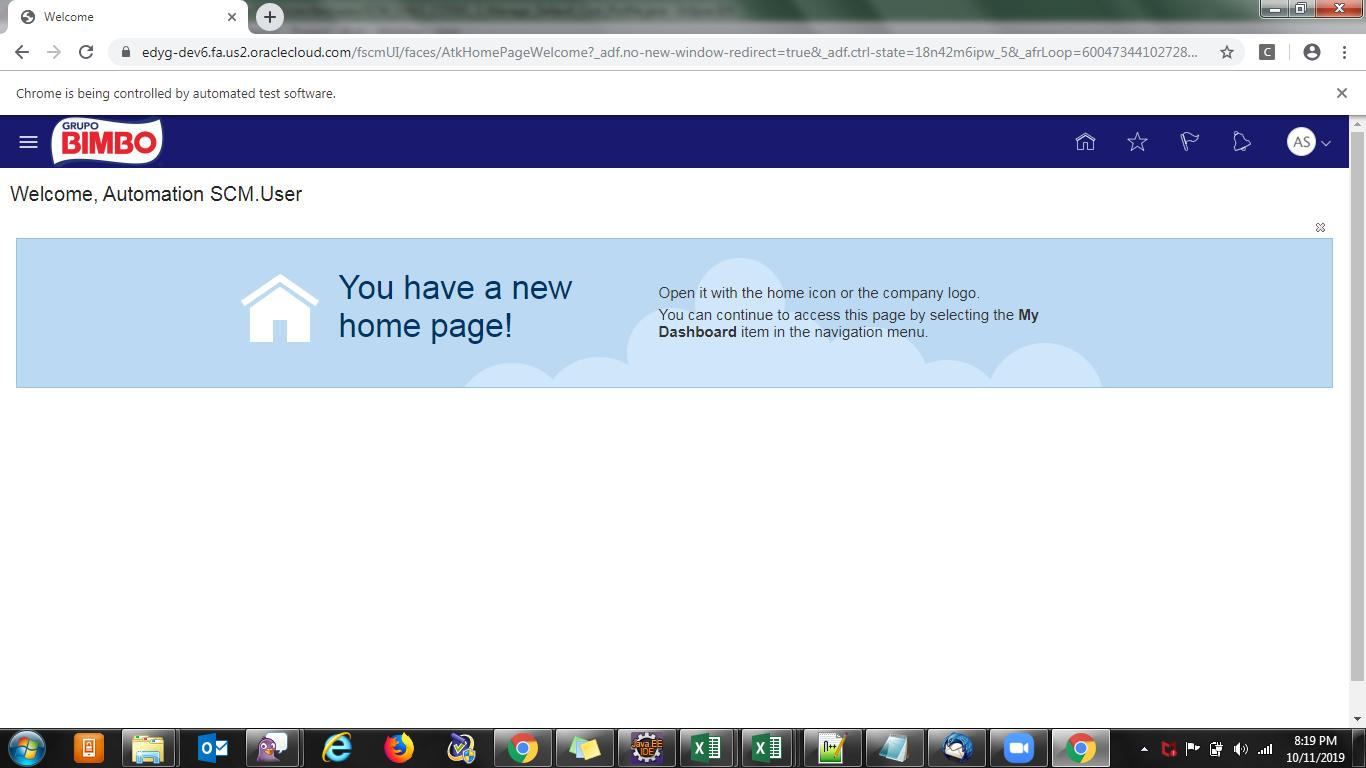 Welcome
edyg-dev6.fa.us2.oraclecloud.com/fscmUI/faces/AtkHomePageWelcome?_adf.no-new-window-redirect=true&_adf.ctrl-state=18n42m6ipw_5&_afrLoop=60047344102728...
C
Chrome is being controlled by automated test software.
GRUPO
BIMBO
AS
Welcome, Automation SCM.User
You have a new
home page!
Open it with the home icon or the company logo.
You can continue to access this page by selecting the My
Dashboard item in the navigation menu.
Java EE
IDE
N++
8:19 PM
10/11/2019